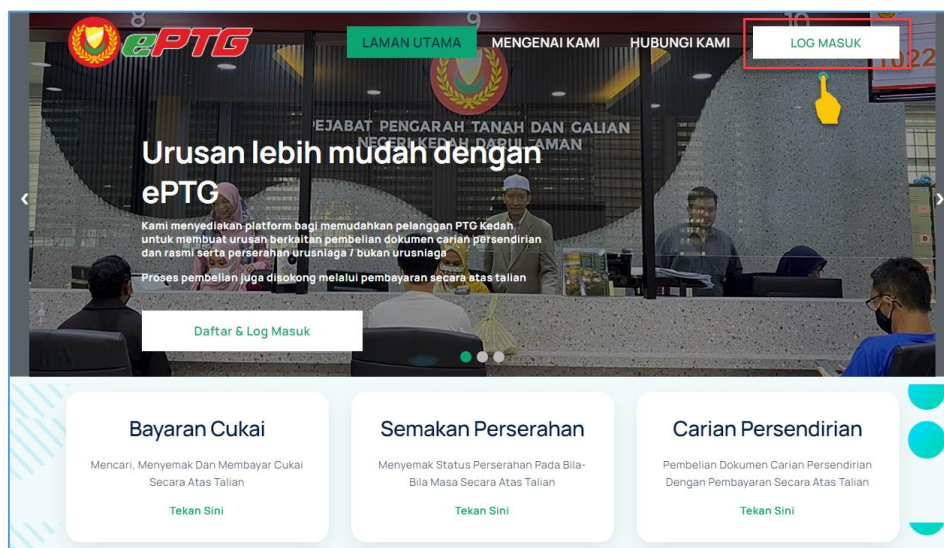 8
9
10
ePTG
LAMAN UTAMA
MENGENAI KAMI
HUBUNGI KAMI
LOG MASUK
1022
PEJABAT PENGARAH TANAH DAN GALIAN
NEGERI KEDAH DARUL AMAN
Urusan lebih mudah dengan
ePTG
Kami menyediakan platform bagi memudahkan pelanggan PTG Kedah
untuk membuat urusan berkaitan pembelian dokumen carian persendirian
dan rasmi serta perserahan urusniaga / bukan urusniaga
Proses pembelian juga disokong melalui pembayaran secara atas talian
Daftar & Log Masuk
Bayaran Cukai
Mencari, Menyemak Dan Membayar Cukai
Secara Atas Talian
Tekan Sini
Semakan Perserahan
Menyemak Status Perserahan Pada Bila-
Bila Masa Secara Atas Talian
Tekan Sini
Carian Persendirian
Pembelian Dokumen Carian Persendirian
Dengan Pembayaran Secara Atas Talian
Tekan Sini